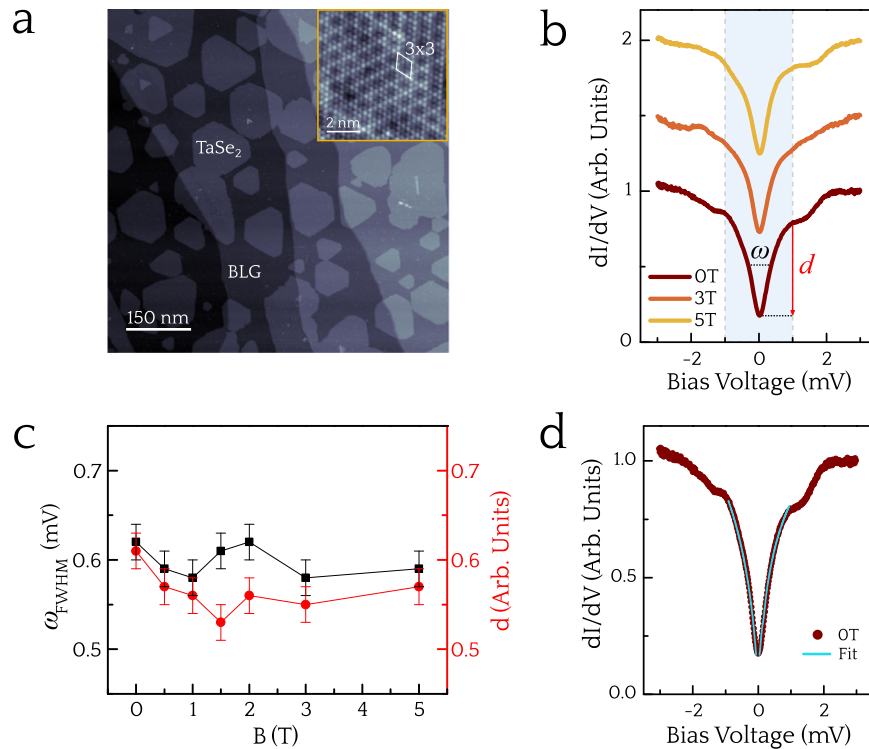 a
3x3
2 nm
TaSe₂
BLG
150 nm
b
2
1
0
dI/dV (Arb. Units)
ω
d
0T
3T
5T
−2 0 2
Bias Voltage (mV)
c
0.7
0.6
0.5
ω_FWHM (mV)
0.7
0.6
0.5
d (Arb. Units)
0 1 2 3 4 5
B (T)
d
1.0
0.5
0.0
dI/dV (Arb. Units)
0T
Fit
−2 0 2
Bias Voltage (mV)